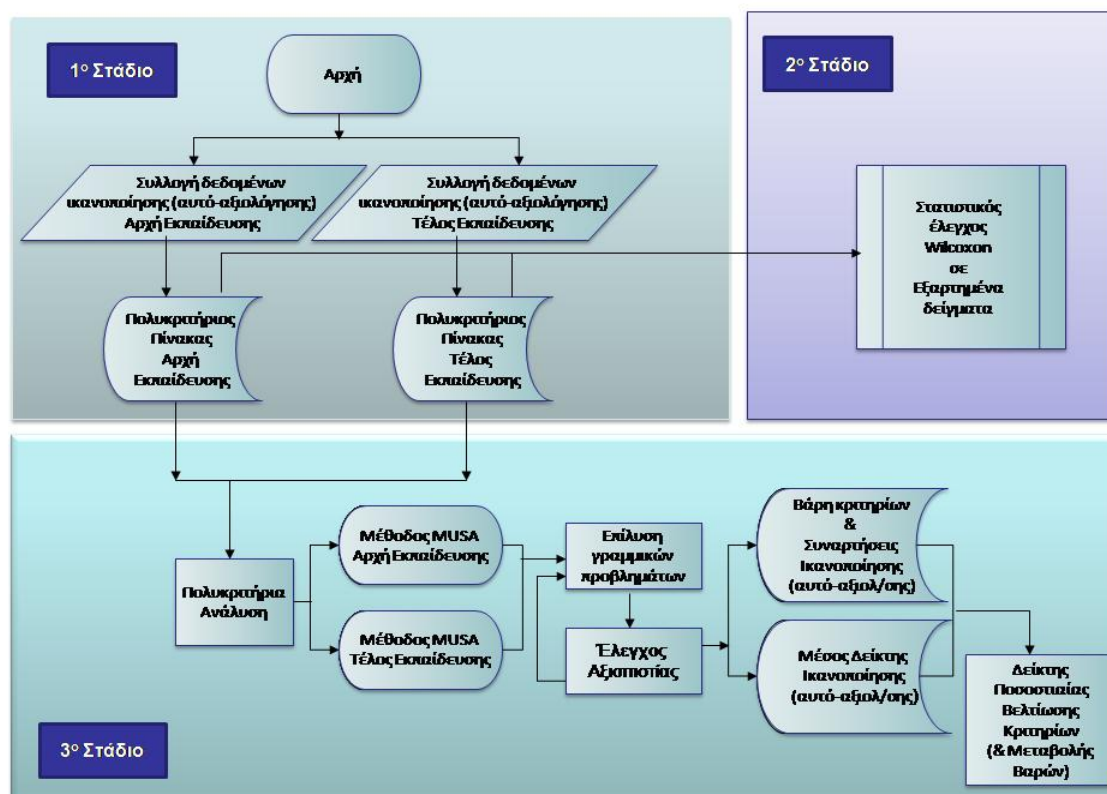 1ο Στάδιο
Αρχή
Συλλογή δεδομένων
ικανοποίησης (αυτό-αξιολόγησης)
Αρχή Εκπαίδευσης
Συλλογή δεδομένων
ικανοποίησης (αυτό-αξιολόγησης)
Τέλος Εκπαίδευσης
Πολυκριτήριος
Πίνακας
Αρχή
Εκπαίδευσης
Πολυκριτήριος
Πίνακας
Τέλος
Εκπαίδευσης
2ο Στάδιο
Στατιστικός
έλεγχος
Wilcoxon
σε
Εξαρτημένα
δείγματα
Πολυκριτήρια
Ανάλυση
Μέθοδος MUSA
Αρχή Εκπαίδευσης
Μέθοδος MUSA
Τέλος Εκπαίδευσης
Επίλυση
γραμμικών
προβλημάτων
Έλεγχος
Αξιοπιστίας
Βάρη κριτηρίων
&
Συναρτήσεις
Ικανοποίησης
(αυτό-αξιολ/σης)
Μέσος Δείκτης
Ικανοποίησης
(αυτό-αξιολ/σης)
Δείκτης
Ποσοστιαίας
Βελτίωσης
Κριτηρίων
(& Μεταβολής
Βαρών)
3ο Στάδιο